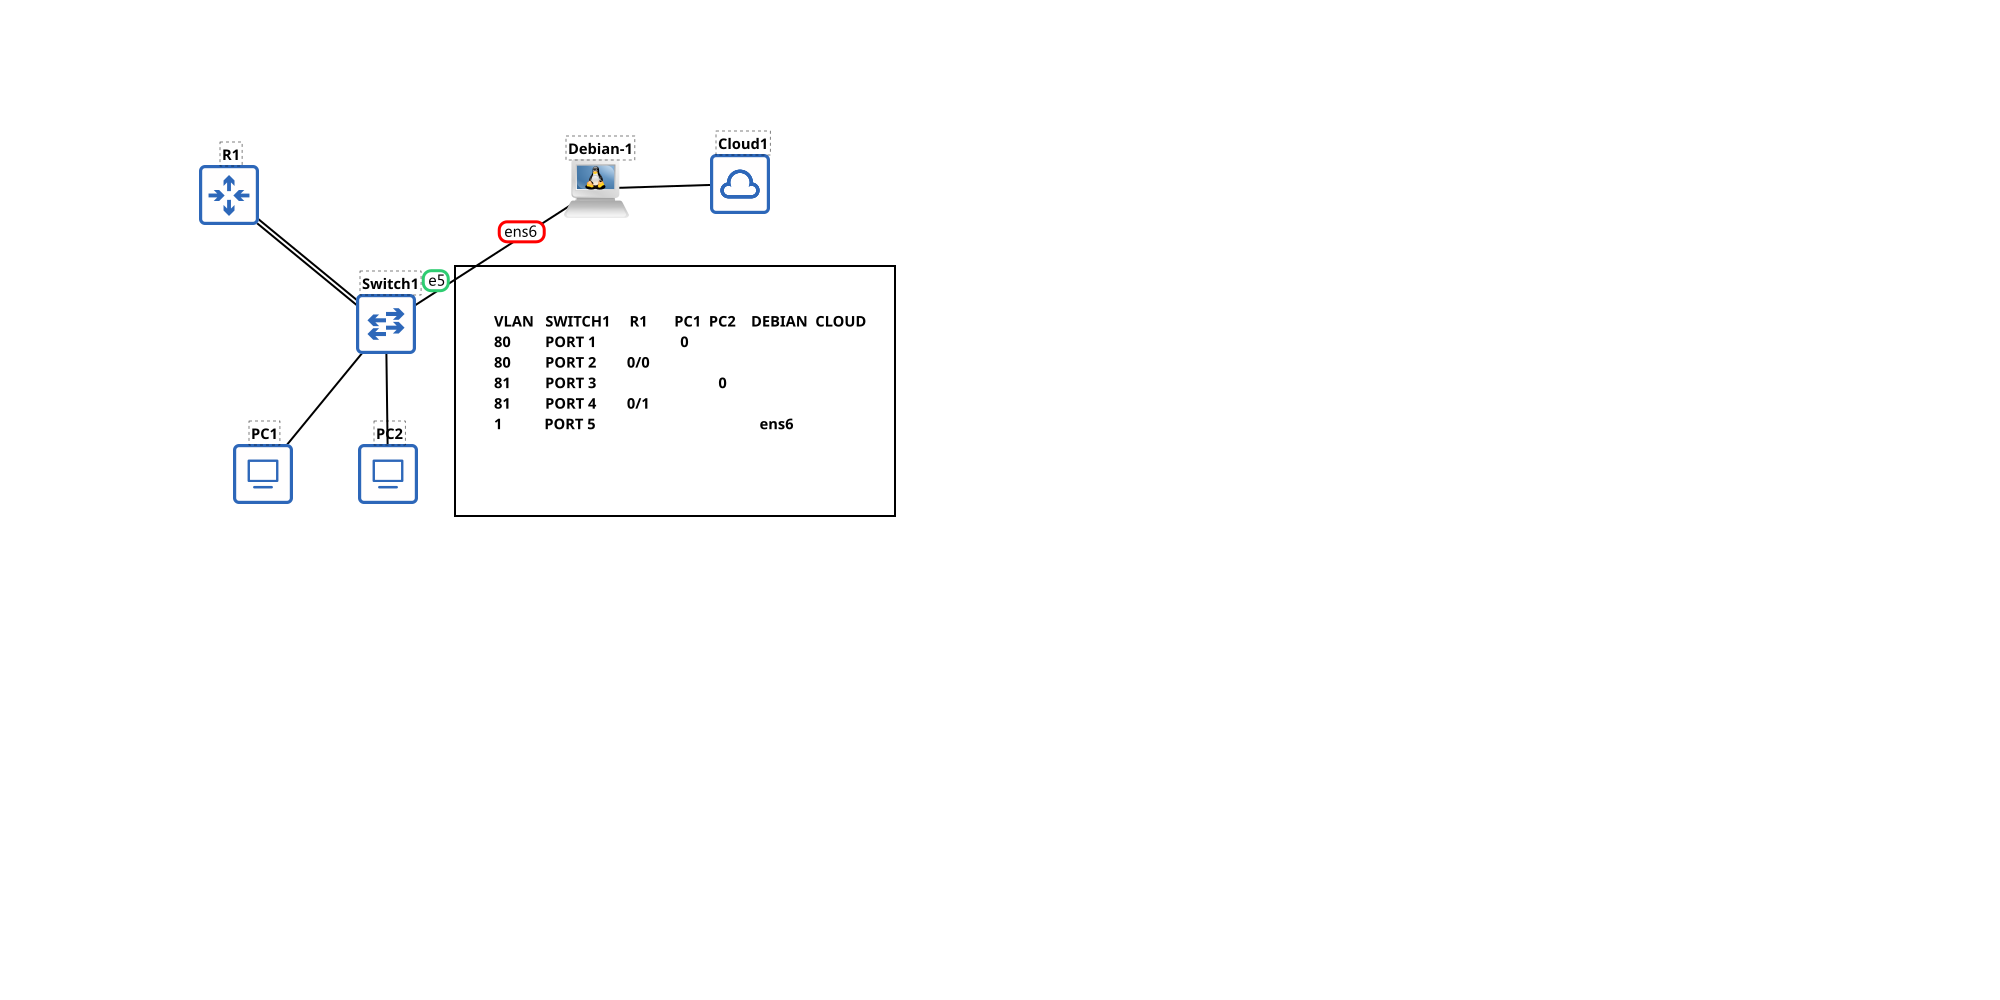 R1
Debian-1
Cloud1
ens6
Switch1
e5
VLAN SWITCH1 R1 PC1 PC2 DEBIAN CLOUD
80 PORT 1 0
80 PORT 2 0/0
81 PORT 3 0
81 PORT 4 0/1
1 PORT 5 ens6
PC1
PC2